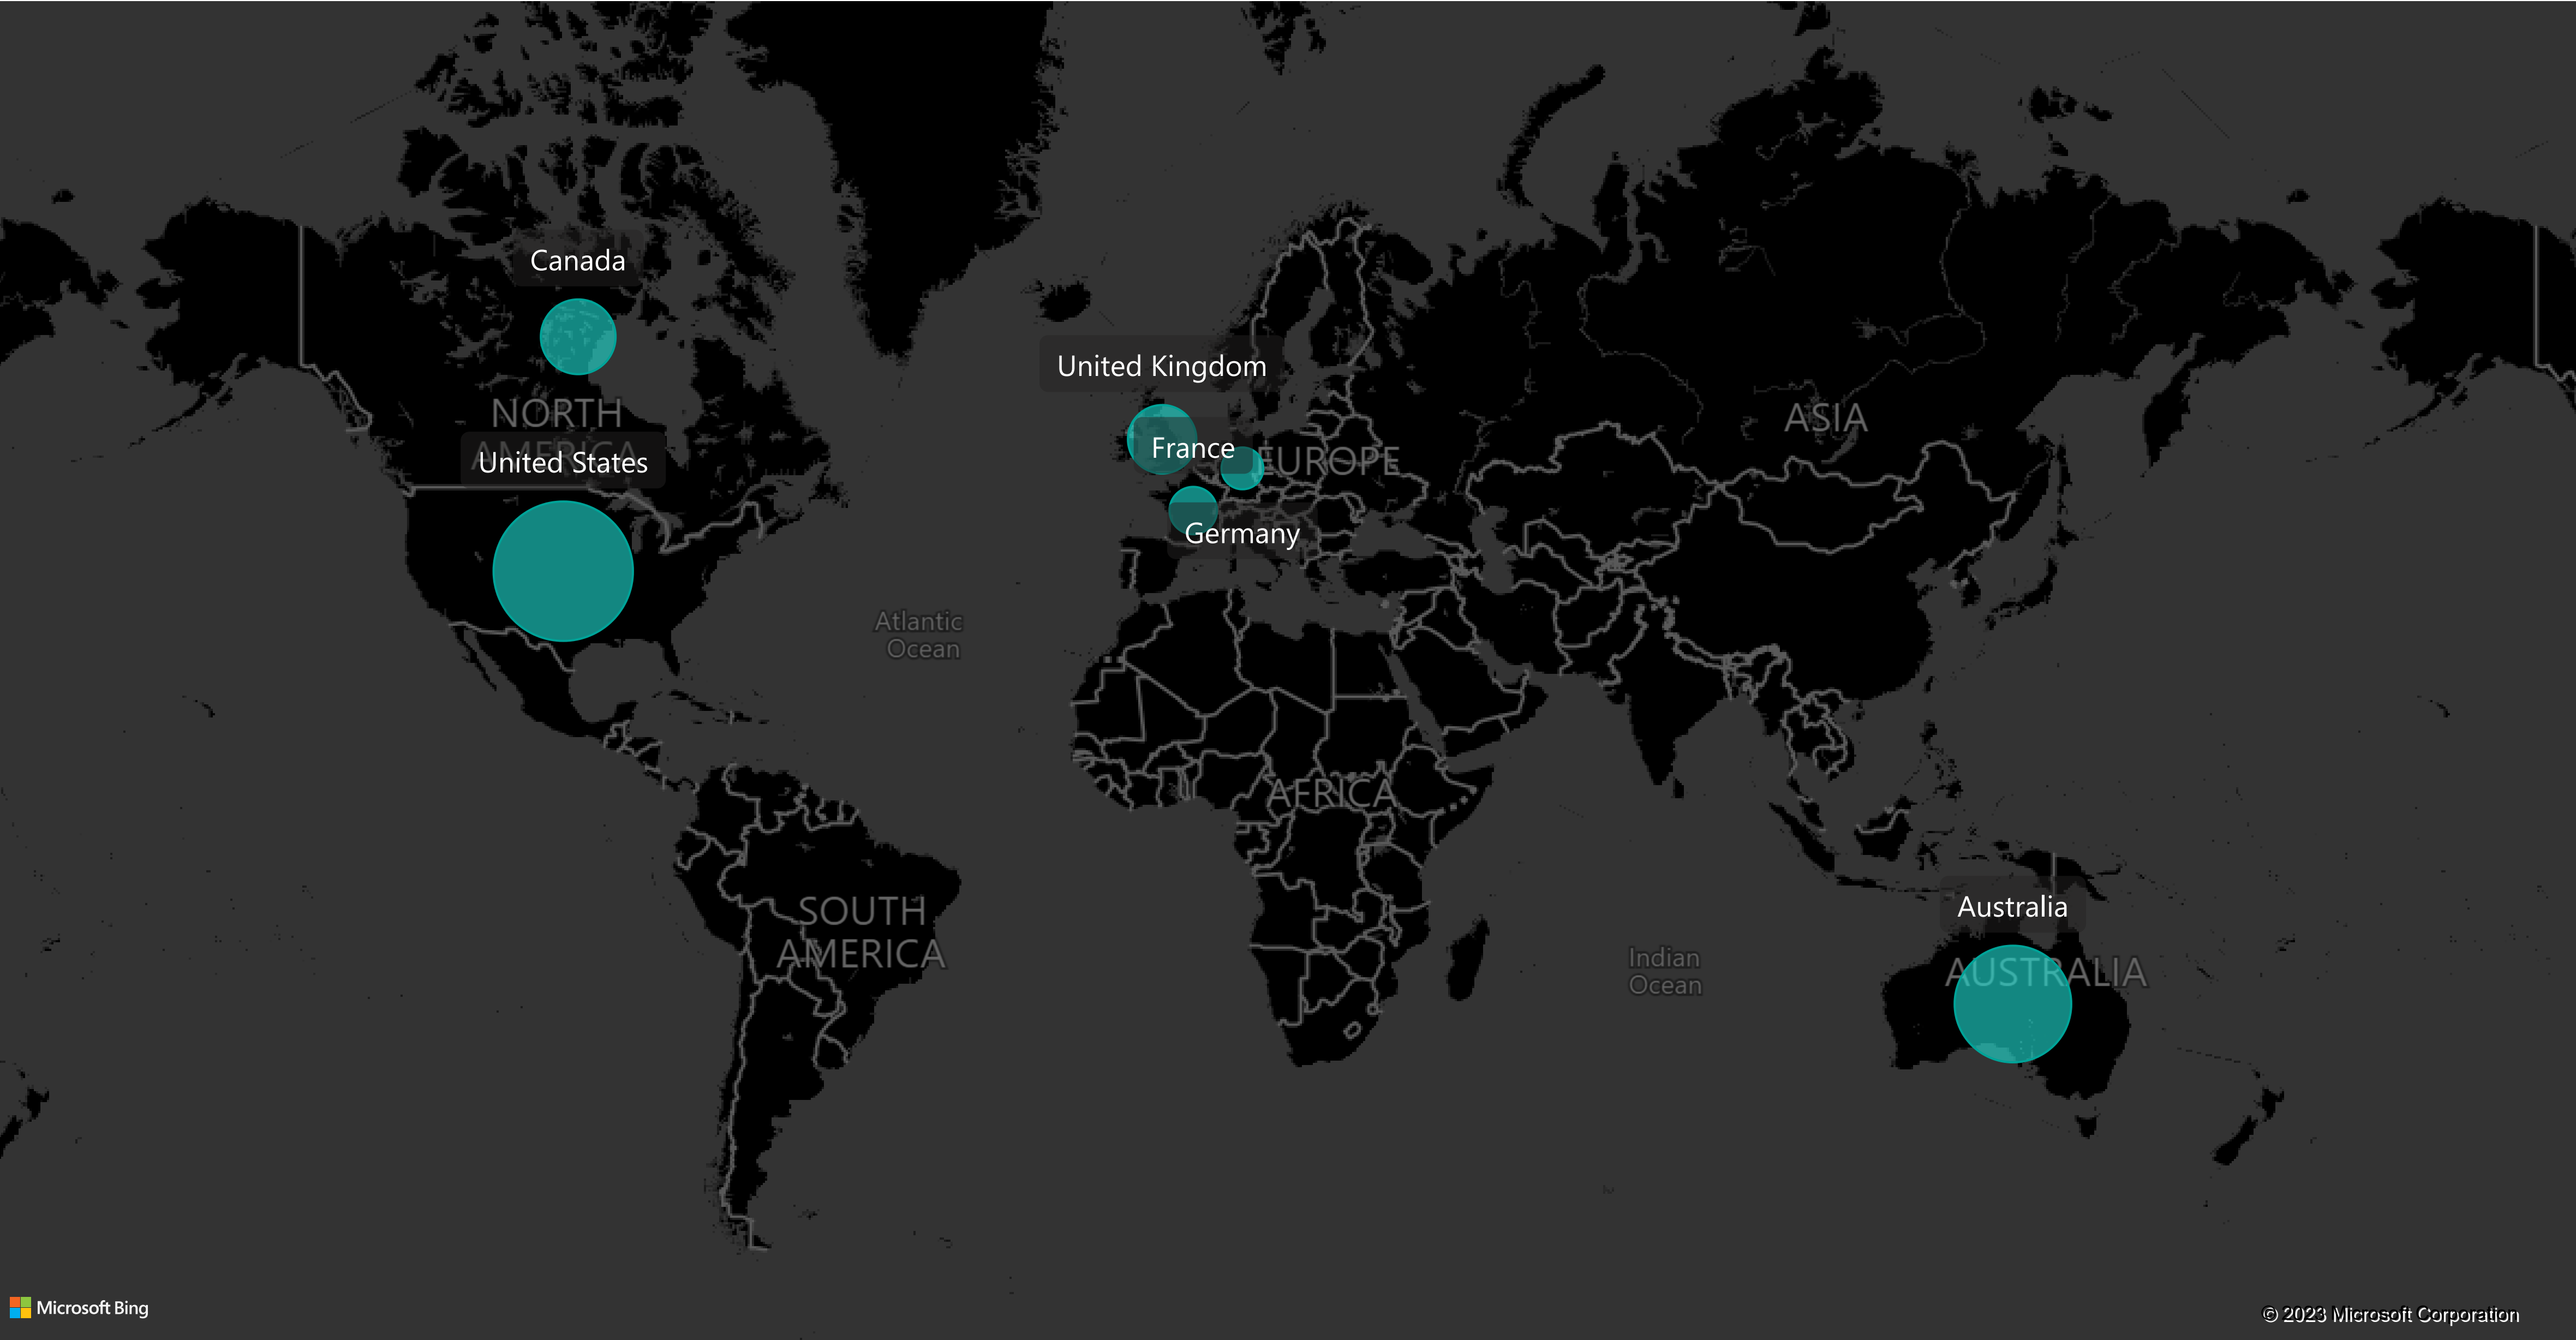 Canada
United Kingdom
NORTH
AMERICA
United States
France
EUROPE
ASIA
Germany
Atlantic
Ocean
AFRICA
SOUTH
AMERICA
Australia
Indian
Ocean
AUSTRALIA
Microsoft Bing
© 2023 Microsoft Corporation